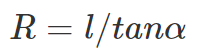 R = l/tanα